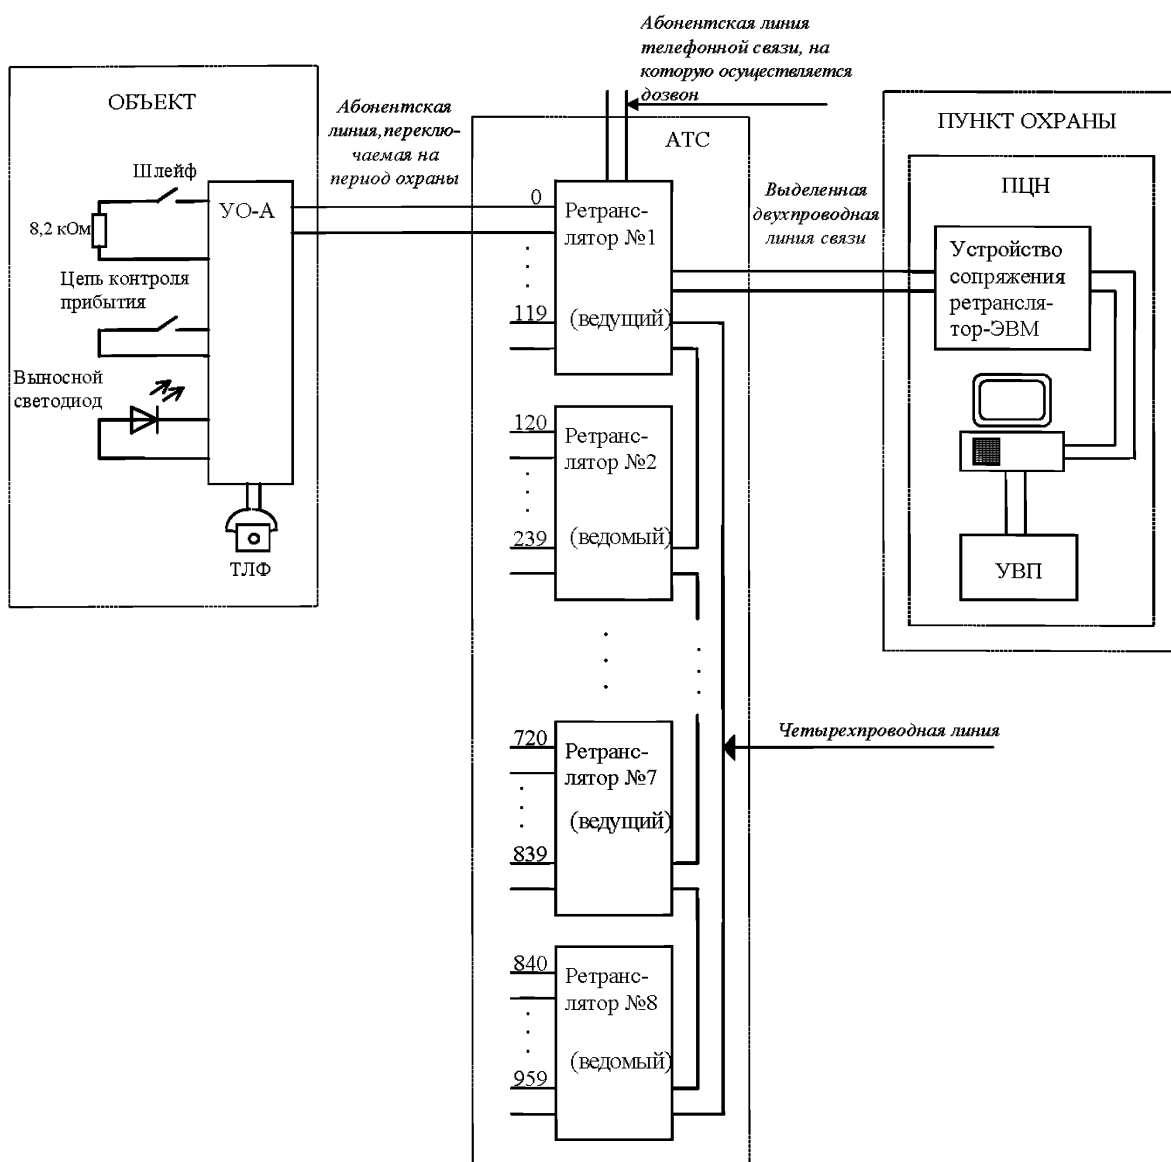 Абонентская линия
телефонной связи, на
которую осуществляется
дозвон
ОБЪЕКТ
Шлейф
8,2 кОм
УО-А
Цепь контроля
прибытия
Выносной
светодиод
ТЛФ
Абонентская
линия, переклю-
чаемая на
период охраны
АТС
0
Ретранс-
лятор №1
119
(ведущий)
120
Ретранс-
лятор №2
239
(ведомый)
720
Ретранс-
лятор №7
(ведущий)
839
840
Ретранс-
лятор №8
(ведомый)
959
Выделенная
двухпроводная
линия связи
Четырехпроводная линия
ПУНКТ ОХРАНЫ
ПЦН
Устройство
сопряжения
ретрансля-
тор-ЭВМ
УВП